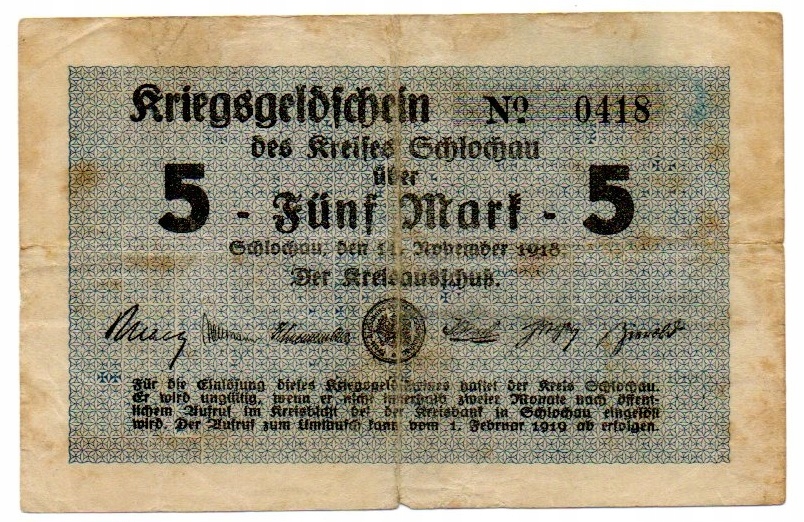 Kriegsgeldschein No 0418
des Kreises Schlochau
über
5 - Fünf Mark - 5
Schlochau, den 11. November 1918.
Der Kreisausschuß.
Für die Einlösung dieses Kriegsgeldscheines haftet der Kreis Schlochau.
Er wird ungültig, wenn er nicht innerhalb zweier Monate nach öffent-
lichem Aufruf im Kreisblatt bei der Kreisbank in Schlochau eingelöst
wird. Der Aufruf zum Umtausch kann vom 1. Februar 1919 ab erfolgen.